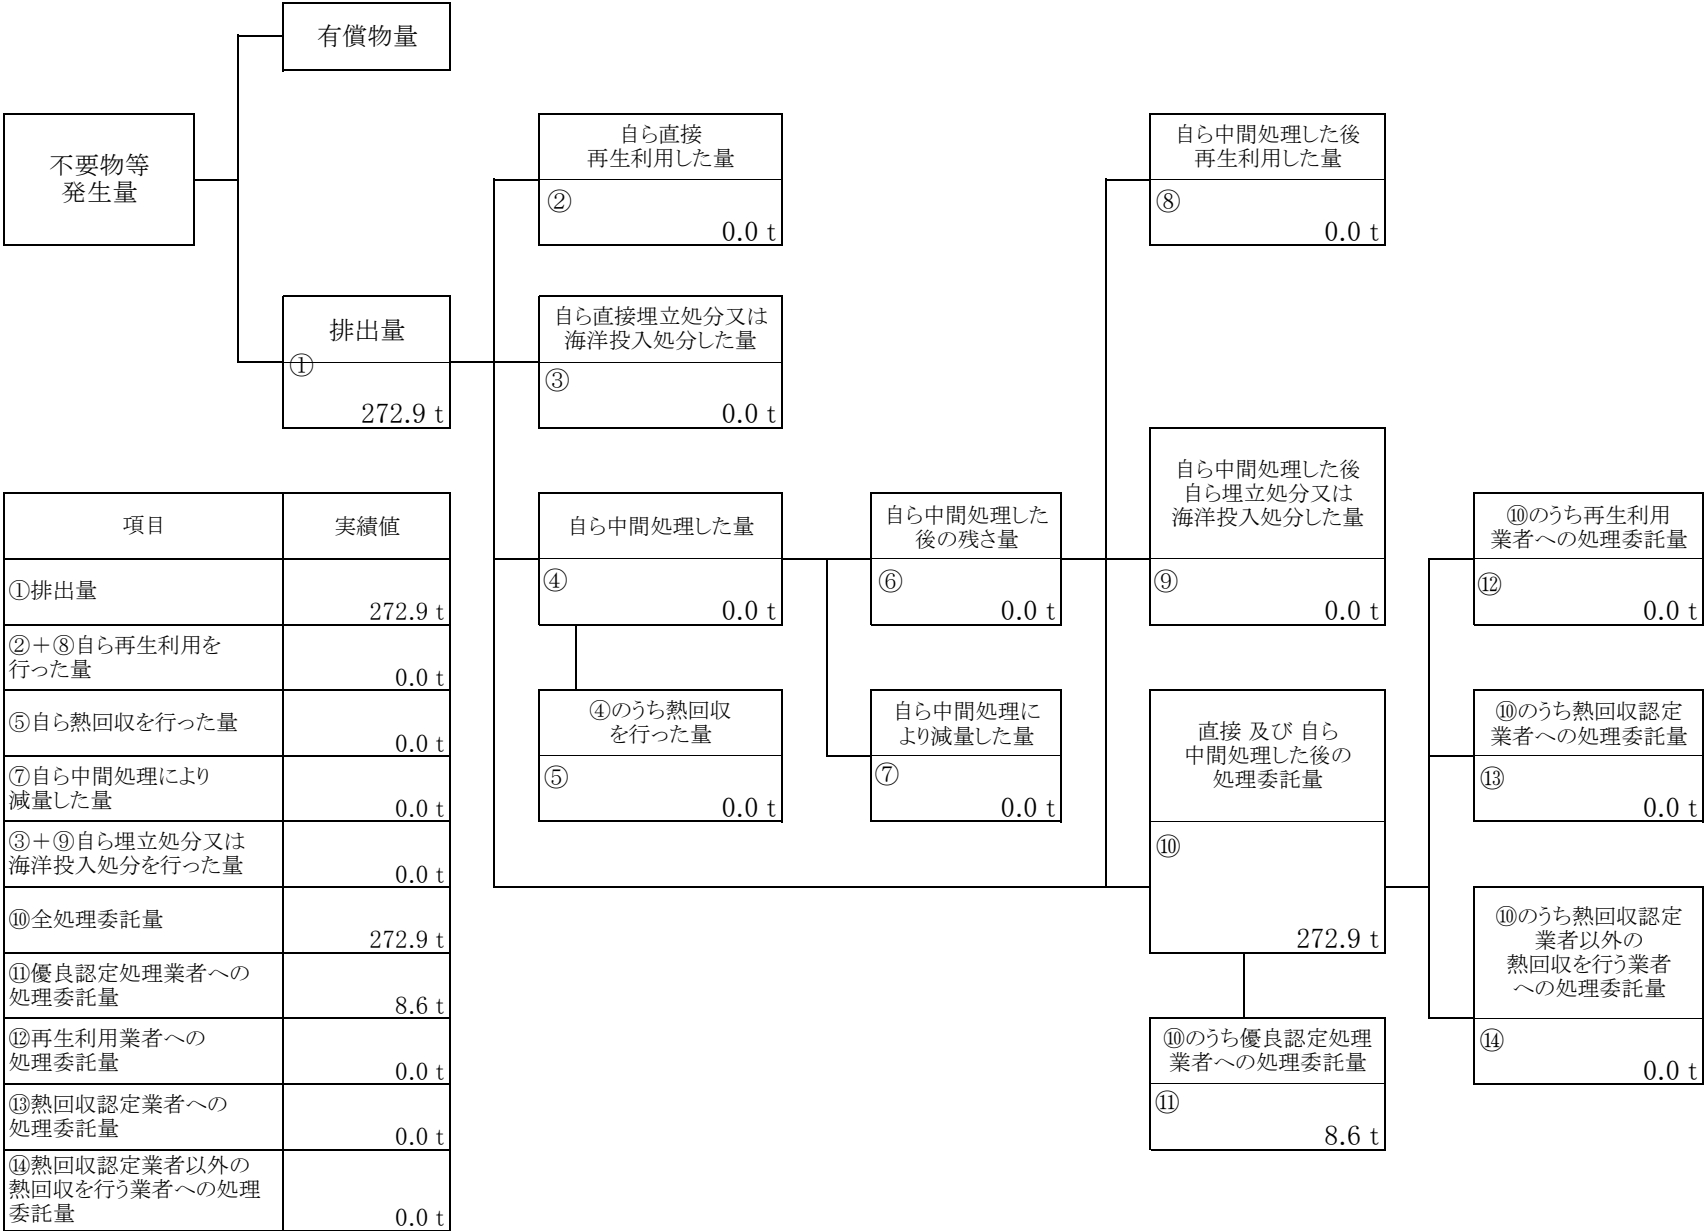 有償物量
不要物等
発生量
自ら直接
再生利用した量
②
0.0 t
自ら中間処理した後
再生利用した量
⑧
0.0 t
排出量
①
272.9 t
自ら直接埋立処分又は
海洋投入処分した量
③
0.0 t
自ら中間処理した量
④
0.0 t
自ら中間処理した
後の残さ量
⑥
0.0 t
自ら中間処理した後
自ら埋立処分又は
海洋投入処分した量
⑨
0.0 t
⑩のうち再生利用
業者への処理委託量
⑫
0.0 t
④のうち熱回収
を行った量
⑤
0.0 t
自ら中間処理に
より減量した量
⑦
0.0 t
直接 及び 自ら
中間処理した後の
処理委託量
⑩
272.9 t
⑩のうち熱回収認定
業者への処理委託量
⑬
0.0 t
⑩のうち熱回収認定
業者以外の
熱回収を行う業者
への処理委託量
⑭
0.0 t
⑩のうち優良認定処理
業者への処理委託量
⑪
8.6 t
項目 実績値
①排出量
272.9 t
②＋⑧自ら再生利用を
行った量
0.0 t
⑤自ら熱回収を行った量
0.0 t
⑦自ら中間処理により
減量した量
0.0 t
③＋⑨自ら埋立処分又は
海洋投入処分を行った量
0.0 t
⑩全処理委託量
272.9 t
⑪優良認定処理業者への
処理委託量
8.6 t
⑫再生利用業者への
処理委託量
0.0 t
⑬熱回収認定業者への
処理委託量
0.0 t
⑭熱回収認定業者以外の
熱回収を行う業者への処理
委託量
0.0 t